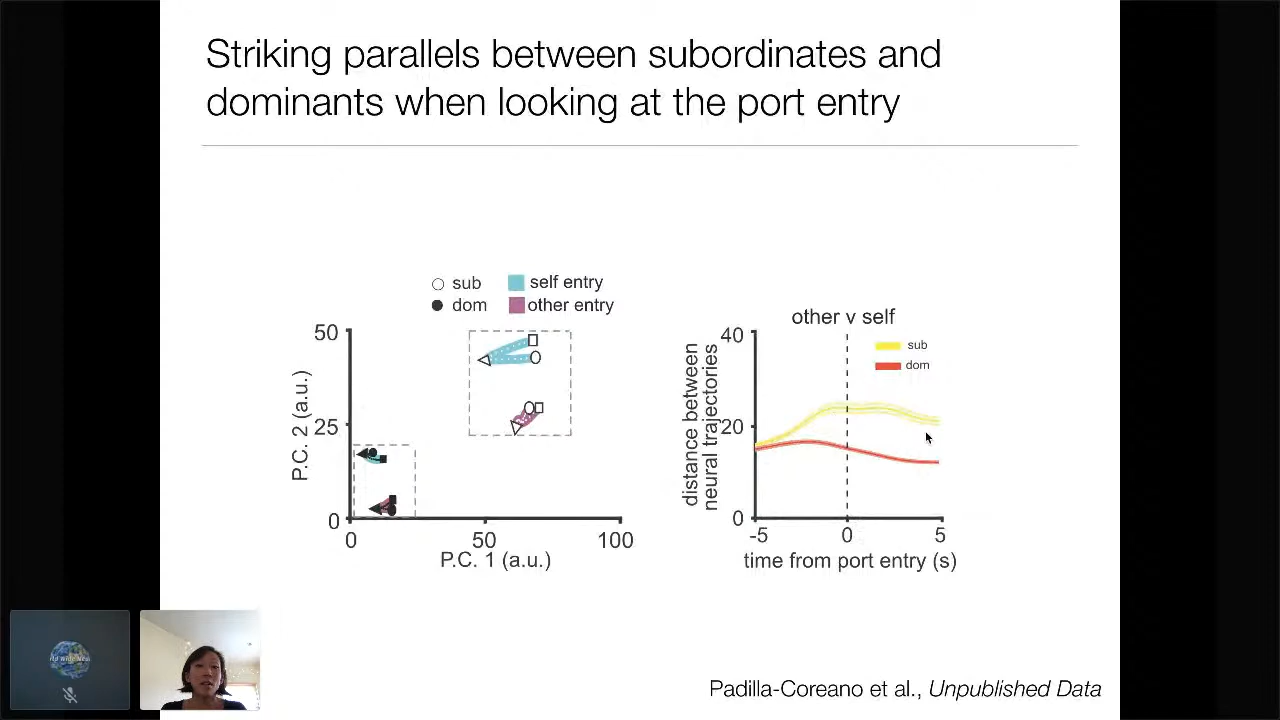 Striking parallels between subordinates and
dominants when looking at the port entry
sub
self entry
dom
other entry
50
25
0
P.C. 2 (a.u.)
0
50
100
P.C. 1 (a.u.)
other v self
sub
dom
40
20
0
distance between
neural trajectories
-5
0
5
time from port entry (s)
Padilla-Coreano et al., Unpublished Data